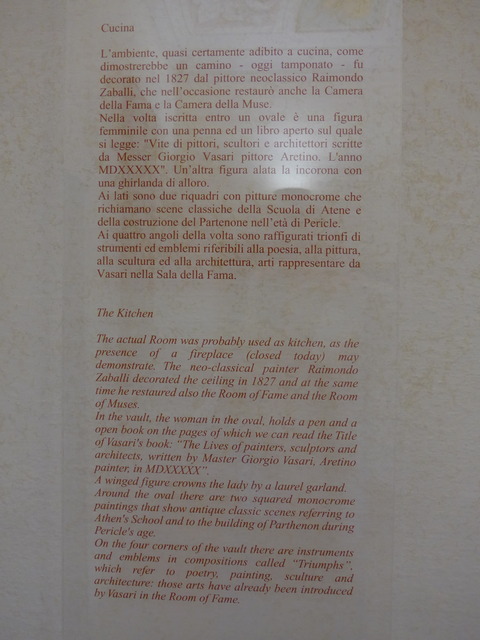 Cucina
L'ambiente, quasi certamente adibito a cucina, come
dimostrerebbe un camino - oggi tamponato - fu
decorato nel 1827 dal pittore neoclassico Raimondo
Zaballi, che nell'occasione restaurò anche la Camera
della Fama e la Camera della Muse.
Nella volta iscritta entro un ovale è una figura
femminile con una penna ed un libro aperto sul quale
si legge: "Vite di pittori, scultori e architettori scritte
da Messer Giorgio Vasari pittore Aretino. L'anno
MDXXXXX". Un'altra figura alata la incorona con
una ghirlanda di alloro.
Ai lati sono due riquadri con pitture monocrome che
richiamano scene classiche della Scuola di Atene e
della costruzione del Partenone nell'età di Pericle.
Ai quattro angoli della volta sono raffigurati trionfi di
strumenti ed emblemi riferibili alla poesia, alla pittura,
alla scultura ed alla architettura, arti rappresentare da
Vasari nella Sala della Fama.
The Kitchen
The actual Room was probably used as kitchen, as the
presence of a fireplace (closed today) may
demonstrate. The neo-classical painter Raimondo
Zaballi decorated the ceiling in 1827 and at the same
time he restaured also the Room of Fame and the Room
of Muses.
In the vault, the woman in the oval, holds a pen and a
open book on the pages of which we can read the Title
of Vasari's book: "The Lives of painters, sculptors and
architects, written by Master Giorgio Vasari, Aretino
painter, in MDXXXXX".
A winged figure crowns the lady by a laurel garland.
Around the oval there are two squared monocrome
paintings that show antique classic scenes referring to
Athen's School and to the building of Parthenon during
Pericle's age.
On the four corners of the vault there are instruments
and emblems in compositions called "Triumphs",
which refer to poetry, painting, sculture and
architecture: those arts have already been introduced
by Vasari in the Room of Fame.